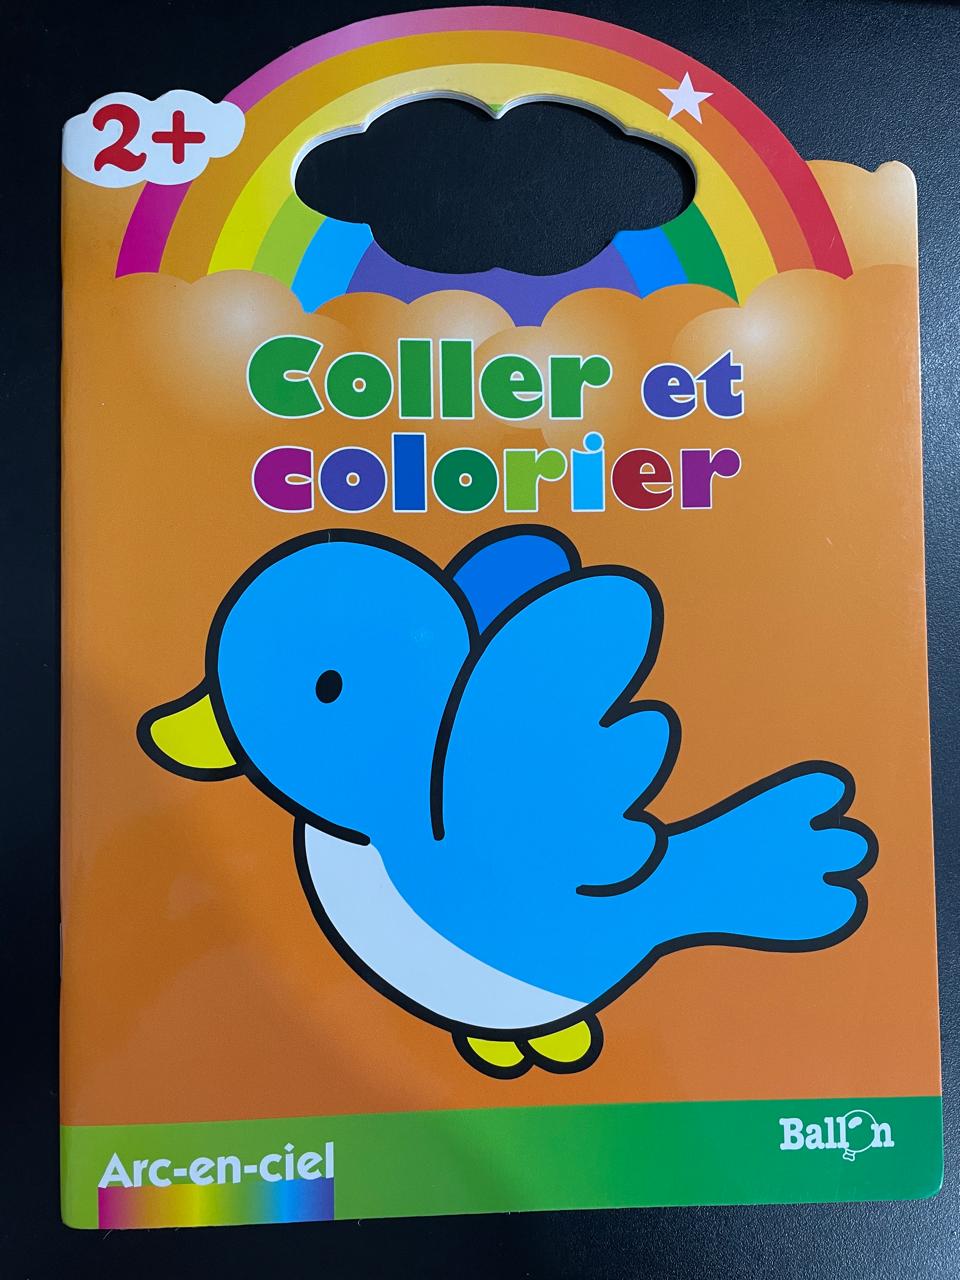 2+
Coller et
colorier
Arc-en-ciel
Ballon